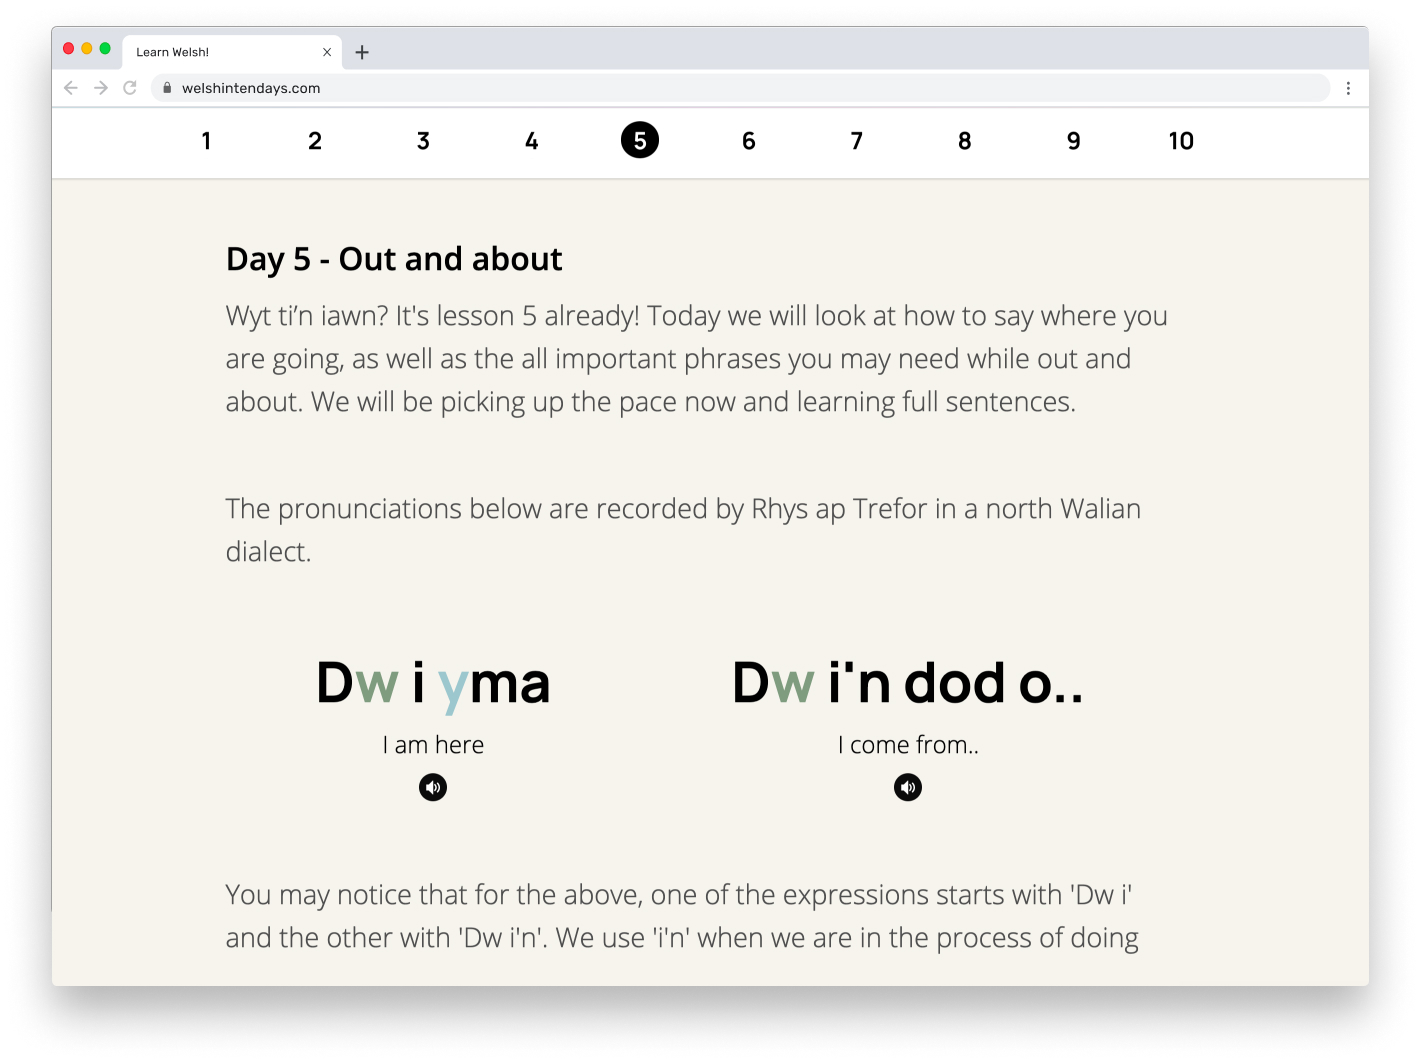 Learn Welsh!
welshintendays.com
1 2 3 4 5 6 7 8 9 10
Day 5 - Out and about
Wyt ti’n iawn? It's lesson 5 already! Today we will look at how to say where you
are going, as well as the all important phrases you may need while out and
about. We will be picking up the pace now and learning full sentences.
The pronunciations below are recorded by Rhys ap Trefor in a north Walian
dialect.
Dw i yma
I am here
Dw i'n dod o..
I come from..
You may notice that for the above, one of the expressions starts with 'Dw i'
and the other with 'Dw i'n'. We use 'i'n' when we are in the process of doing